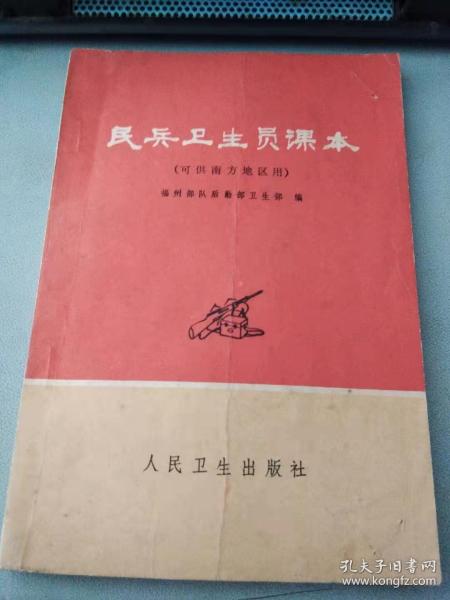 民兵卫生员课本
(可供南方地区用)
福州部队后勤部卫生部 编
人民卫生出版社
孔夫子旧书网
www.kongfz.com